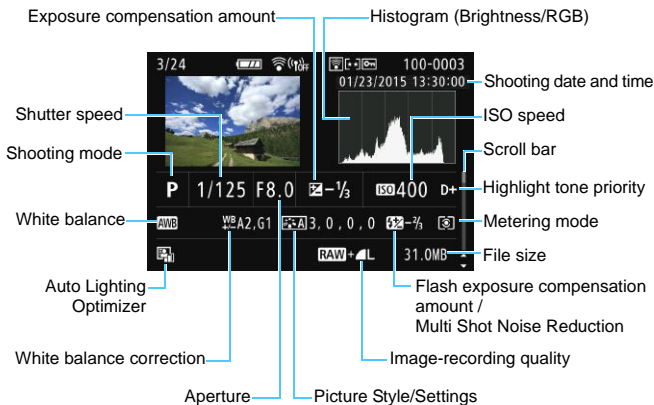 Exposure compensation amount
Histogram (Brightness/RGB)
3/24
OFF
100-0003
01/23/2015 13:30:00
Shooting date and time
Shutter speed
ISO speed
Shooting mode
Scroll bar
P 1/125 F8.0 -⅓ ISO 400 D+
Highlight tone priority
White balance
AWB WB A2,G1 A 3, 0, 0, 0 -⅔
Metering mode
RAW+L 31.0MB
File size
Auto Lighting
Optimizer
Flash exposure compensation
amount /
Multi Shot Noise Reduction
White balance correction
Image-recording quality
Aperture
Picture Style/Settings